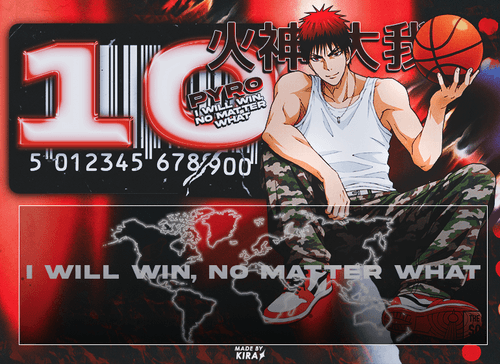 火神大我
10
PYRO
I WILL WIN,
NO MATTER
WHAT
5 012345 678900
I WILL WIN, NO MATTER WHAT
MADE BY
KIRA